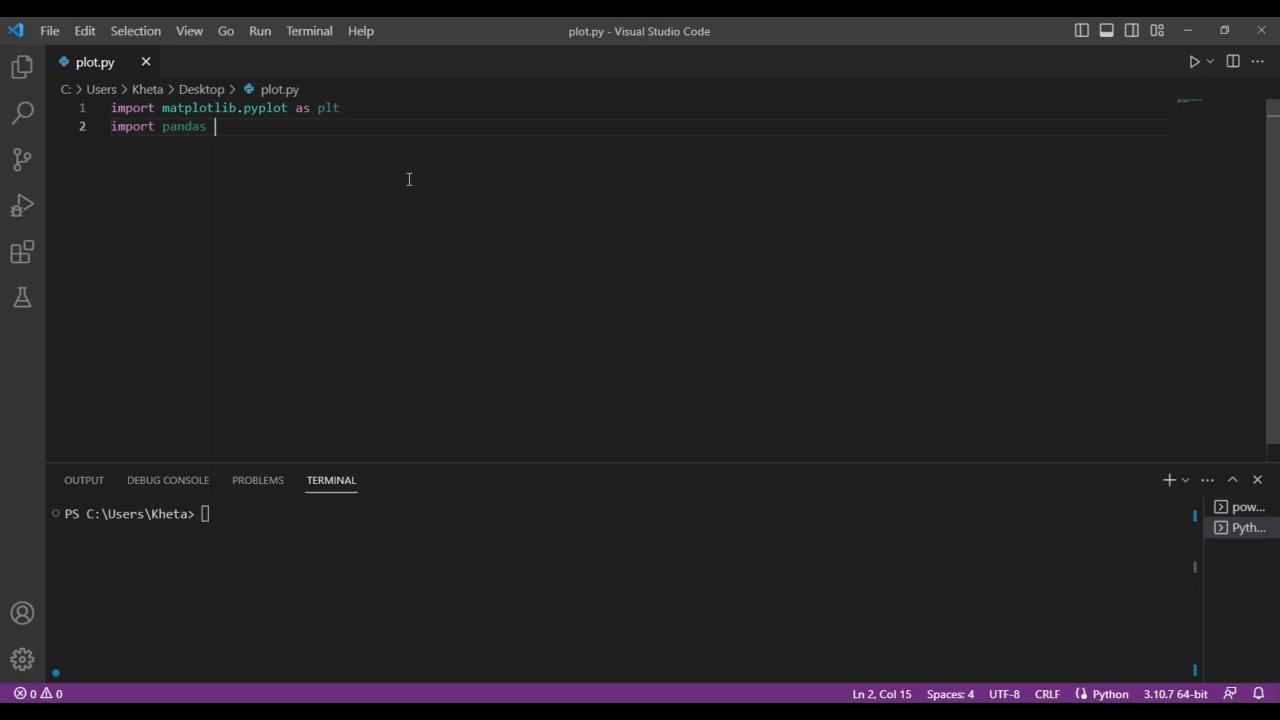 File Edit Selection View Go Run Terminal Help plot.py - Visual Studio Code
plot.py
C: > Users > Kheta > Desktop > plot.py
1 import matplotlib.pyplot as plt
2 import pandas
OUTPUT DEBUG CONSOLE PROBLEMS TERMINAL
PS C:\Users\Kheta>
pow...
Pyth...
0 0 Ln 2, Col 15 Spaces: 4 UTF-8 CRLF Python 3.10.7 64-bit